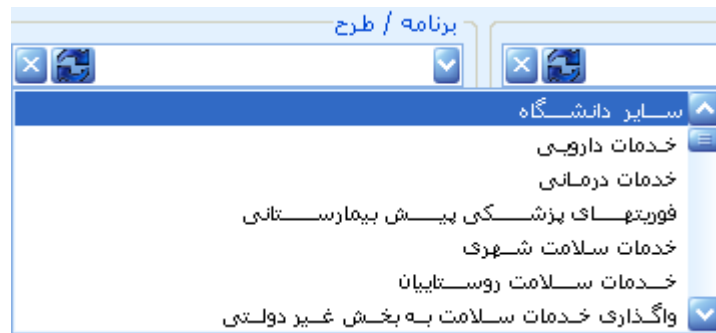 برنامه / طرح
سایر دانشگاه
خدمات دارویی
خدمات درمانی
فوریتهای پزشکی پیش بیمارستانی
خدمات سلامت شهری
خدمات سلامت روستاییان
واگذاری خدمات سلامت به بخش غیر دولتی